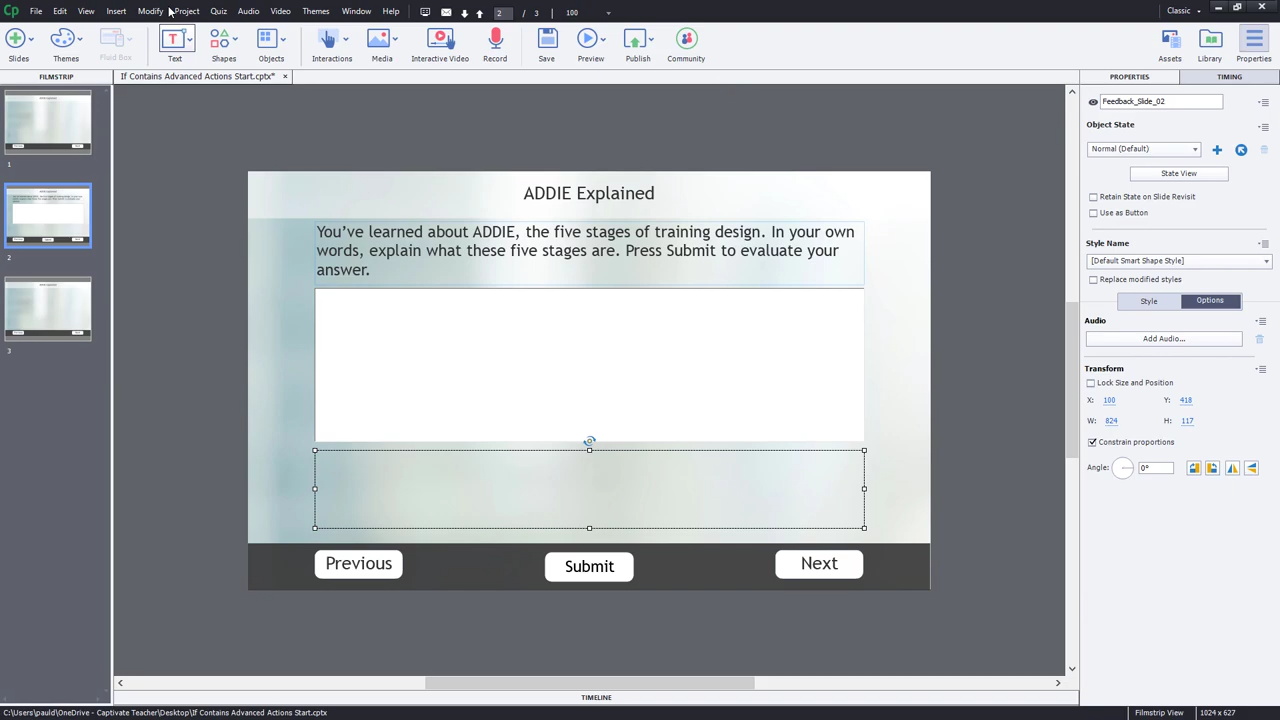 Cp File Edit View Insert Modify Project Quiz Audio Video Themes Window Help 2 / 3 100 Classic
Slides Themes Fluid Box Text Shapes Objects Interactions Media Interactive Video Record Save Preview Publish Community Assets Library Properties
FILMSTRIP If Contains Advanced Actions Start.cptx* PROPERTIES TIMING
Feedback_Slide_02
Object State
Normal (Default)
State View
Retain State on Slide Revisit
Use as Button
Style Name
[Default Smart Shape Style]
Replace modified styles
Style Options
Audio
Add Audio...
Transform
Lock Size and Position
X: 100 Y: 418
W: 824 H: 117
Constrain proportions
Angle: 0°
1
2
3
ADDIE Explained
You’ve learned about ADDIE, the five stages of training design. In your own
words, explain what these five stages are. Press Submit to evaluate your
answer.
Previous Submit Next
TIMELINE
C:\Users\pauld\OneDrive - Captivate Teacher\Desktop\If Contains Advanced Actions Start.cptx Filmstrip View 1024 x 627